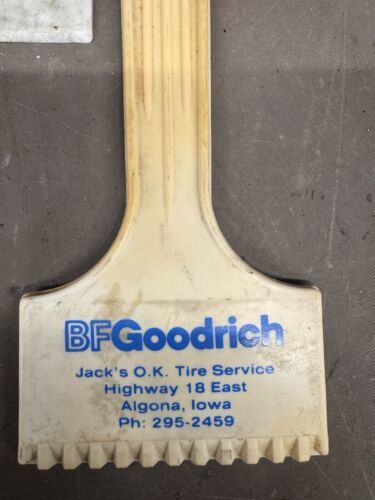 BFGoodrich
Jack's O.K. Tire Service
Highway 18 East
Algona, Iowa
Ph: 295-2459